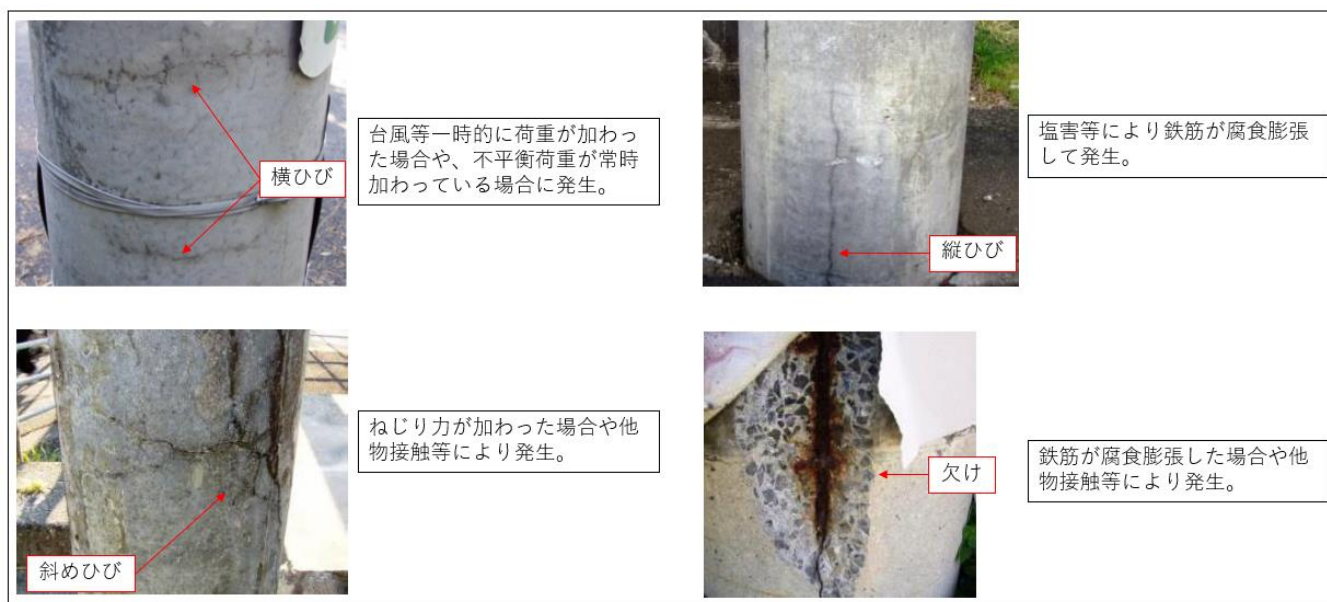 横ひび
台風等一時的に荷重が加わっ
た場合や、不平衡荷重が常時
加わっている場合に発生。
縦ひび
塩害等により鉄筋が腐食膨張
して発生。
斜めひび
ねじり力が加わった場合や他
物接触等により発生。
欠け
鉄筋が腐食膨張した場合や他
物接触等により発生。